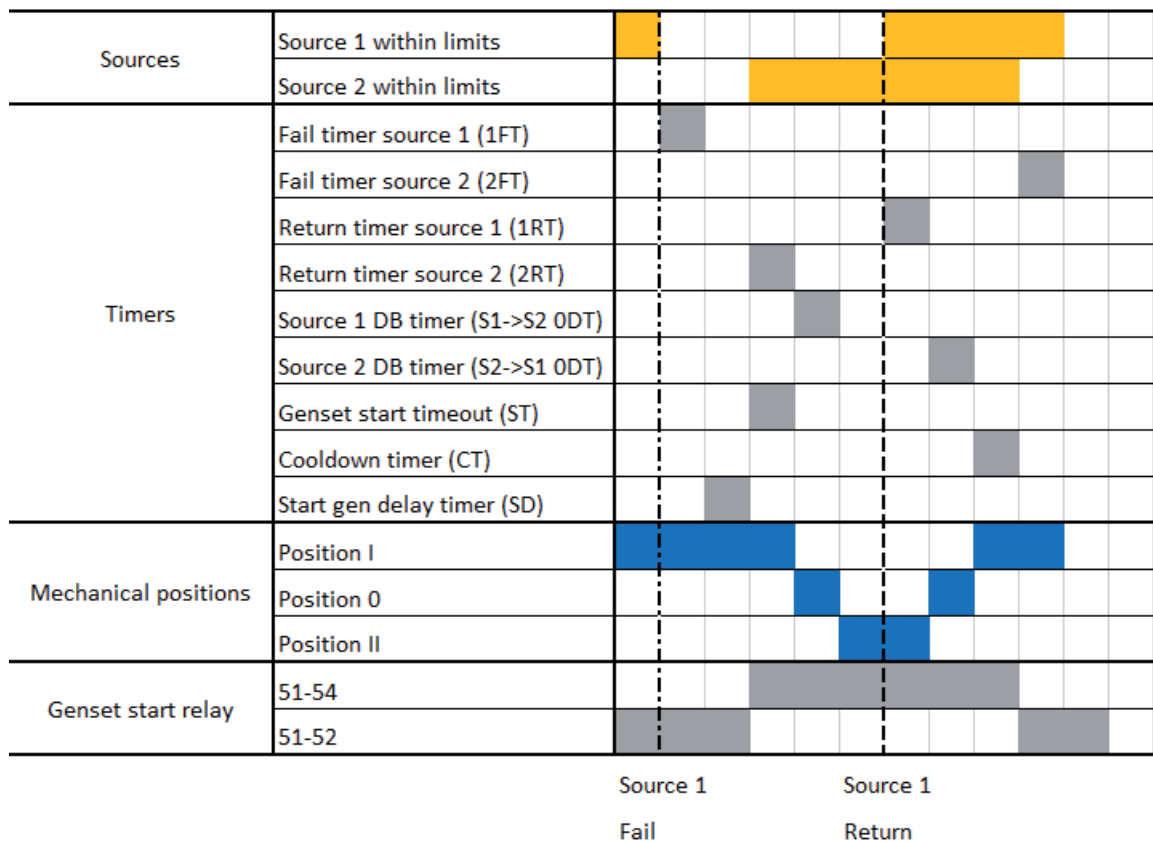 Sources
Source 1 within limits
Source 2 within limits
Timers
Fail timer source 1 (1FT)
Fail timer source 2 (2FT)
Return timer source 1 (1RT)
Return timer source 2 (2RT)
Source 1 DB timer (S1->S2 0DT)
Source 2 DB timer (S2->S1 0DT)
Genset start timeout (ST)
Cooldown timer (CT)
Start gen delay timer (SD)
Mechanical positions
Position I
Position 0
Position II
Genset start relay
51-54
51-52
Source 1
Fail
Source 1
Return